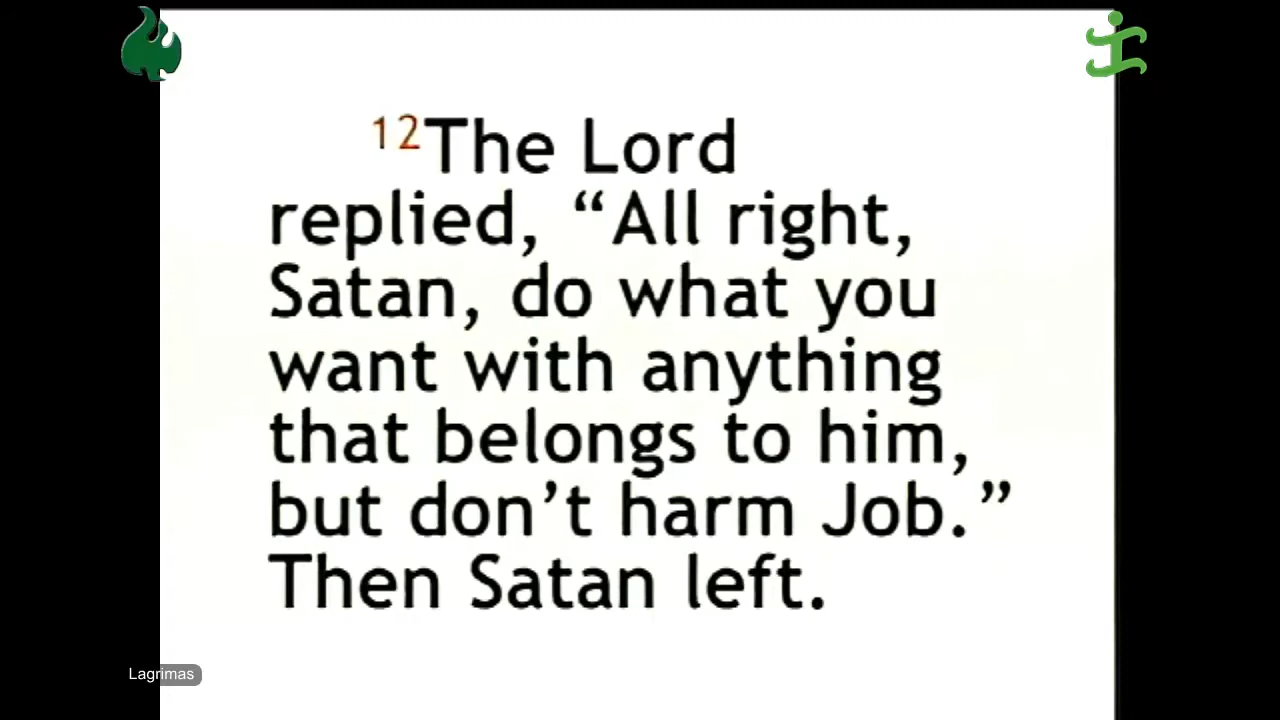 12The Lord
replied, “All right,
Satan, do what you
want with anything
that belongs to him,
but don’t harm Job.”
Then Satan left.
Lagrimas